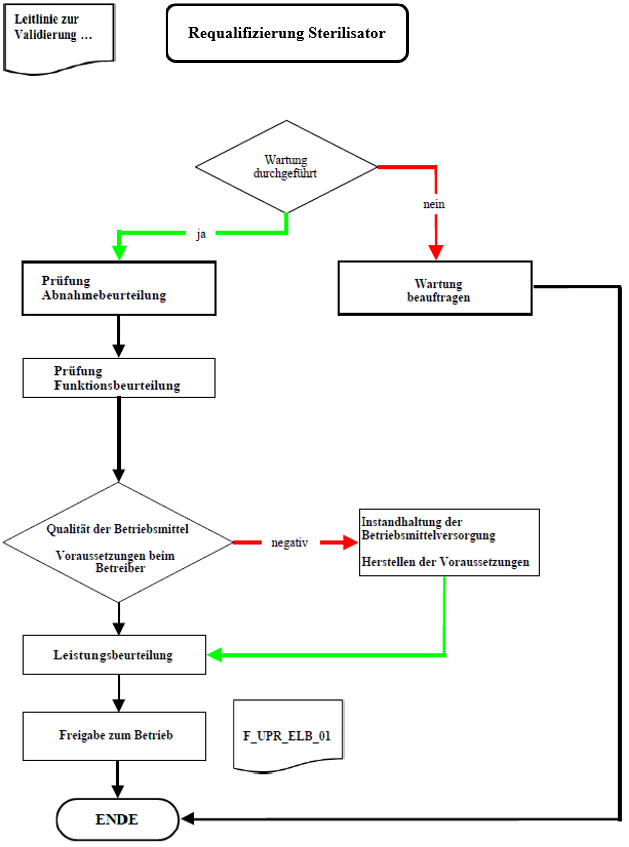 Leitlinie zur
Validierung ...
Requalifizierung Sterilisator
Wartung
durchgeführt
nein
ja
Prüfung
Abnahmebeurteilung
Wartung
beauftragen
Prüfung
Funktionsbeurteilung
Qualität der Betriebsmittel
Voraussetzungen beim
Betreiber
negativ
Instandhaltung der
Betriebsmittelversorgung
Herstellen der Voraussetzungen
Leistungsbeurteilung
Freigabe zum Betrieb
F_UPR_ELB_01
ENDE